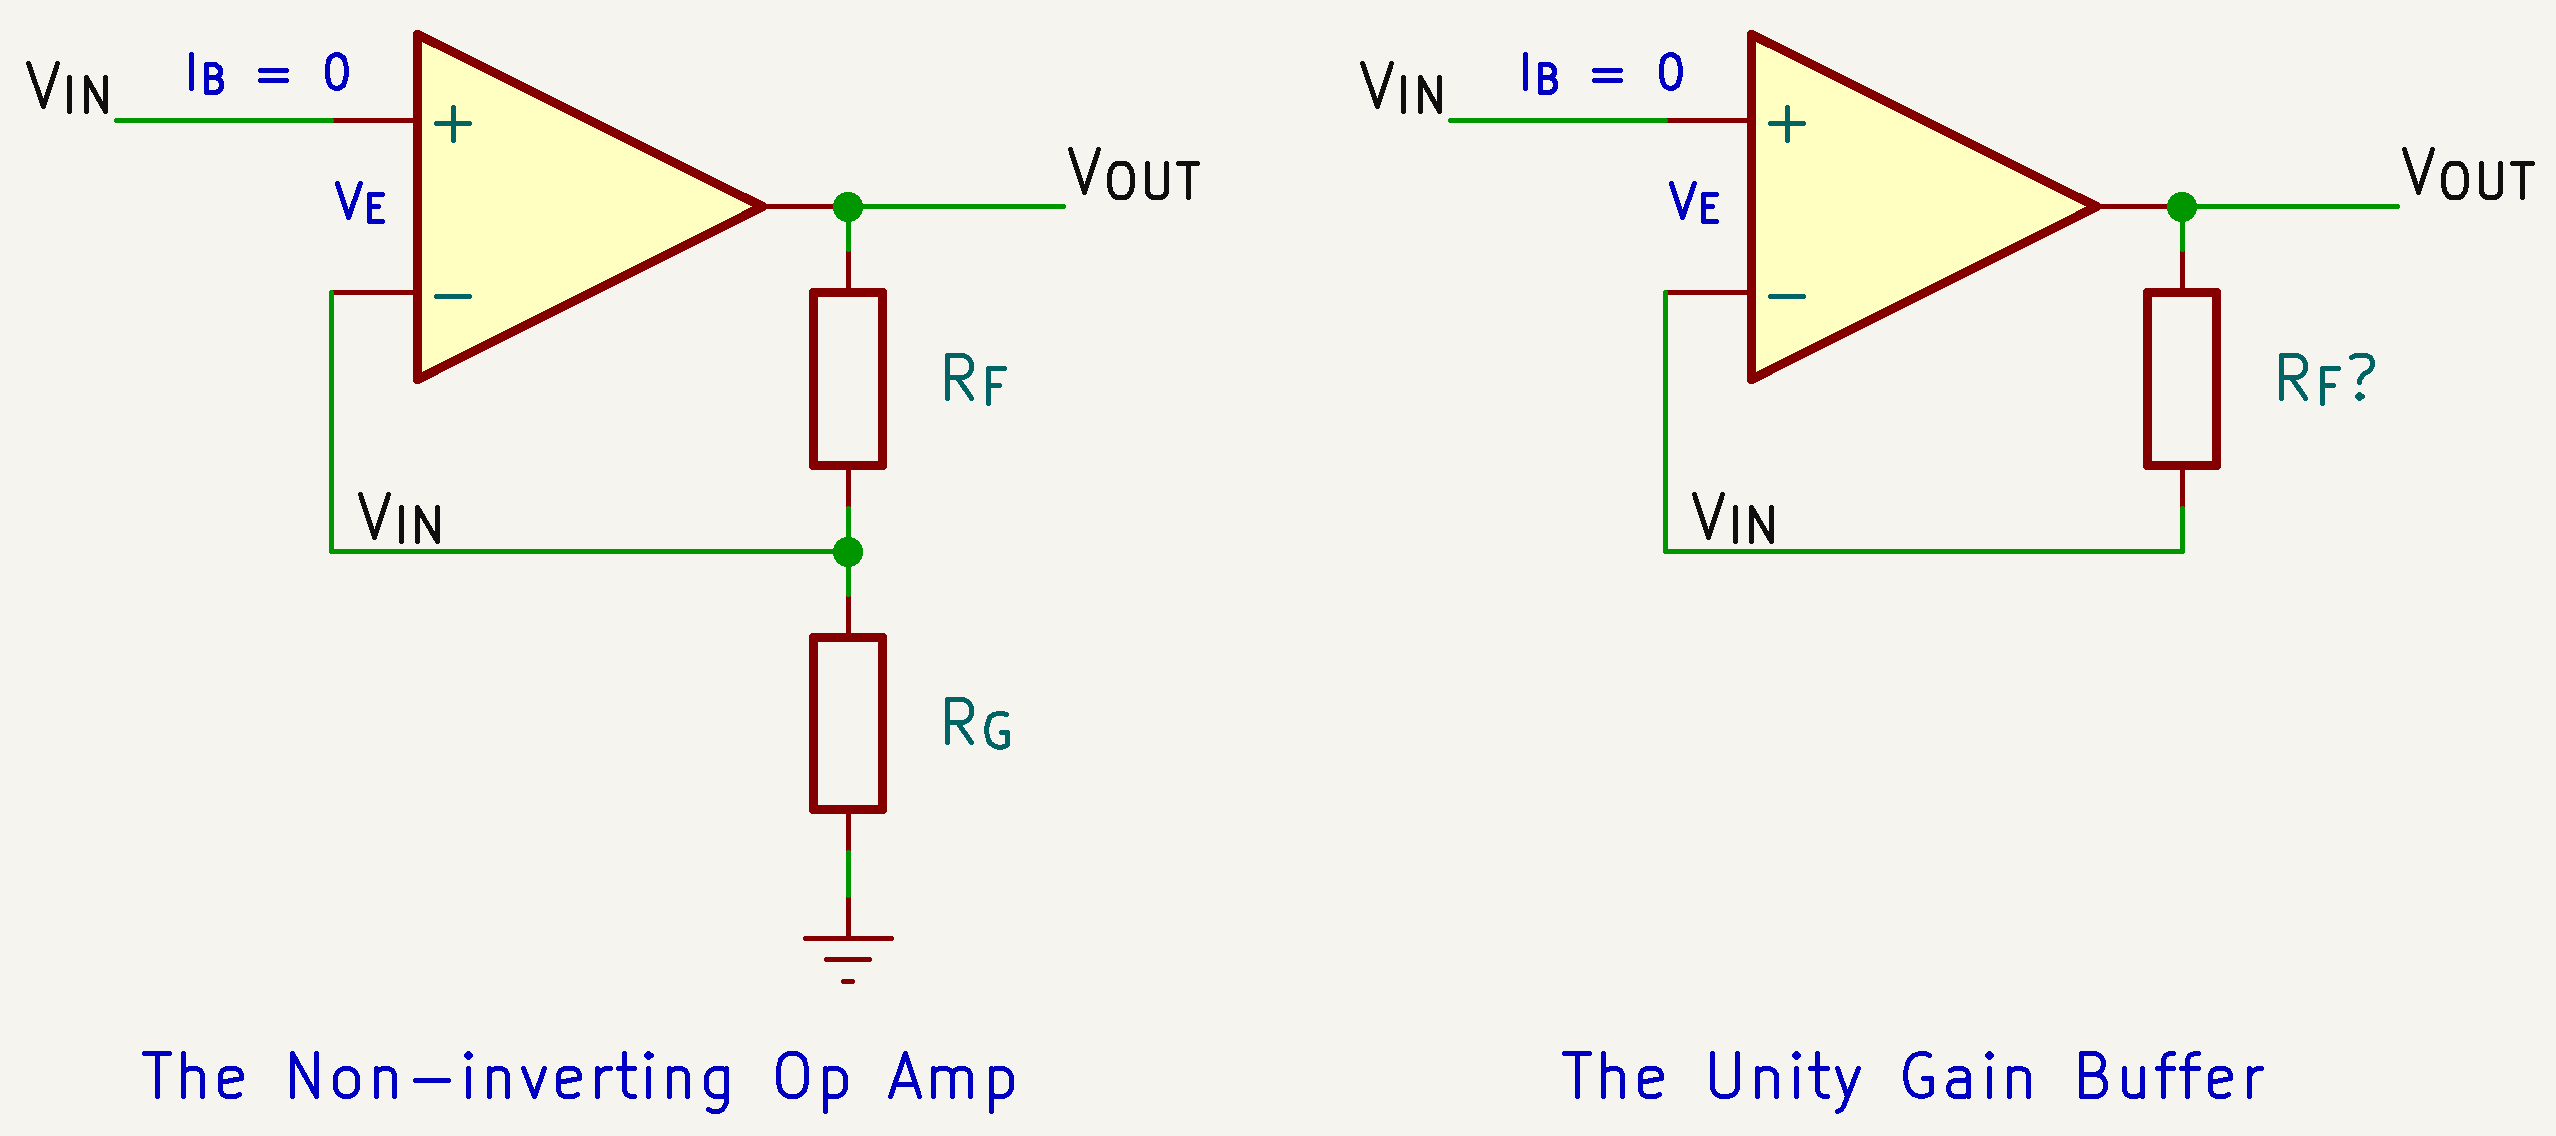 VIN
IB = 0
+
VE
−
VOUT
RF
VIN
RG
The Non-inverting Op Amp
VIN
IB = 0
+
VE
−
VOUT
RF?
VIN
The Unity Gain Buffer